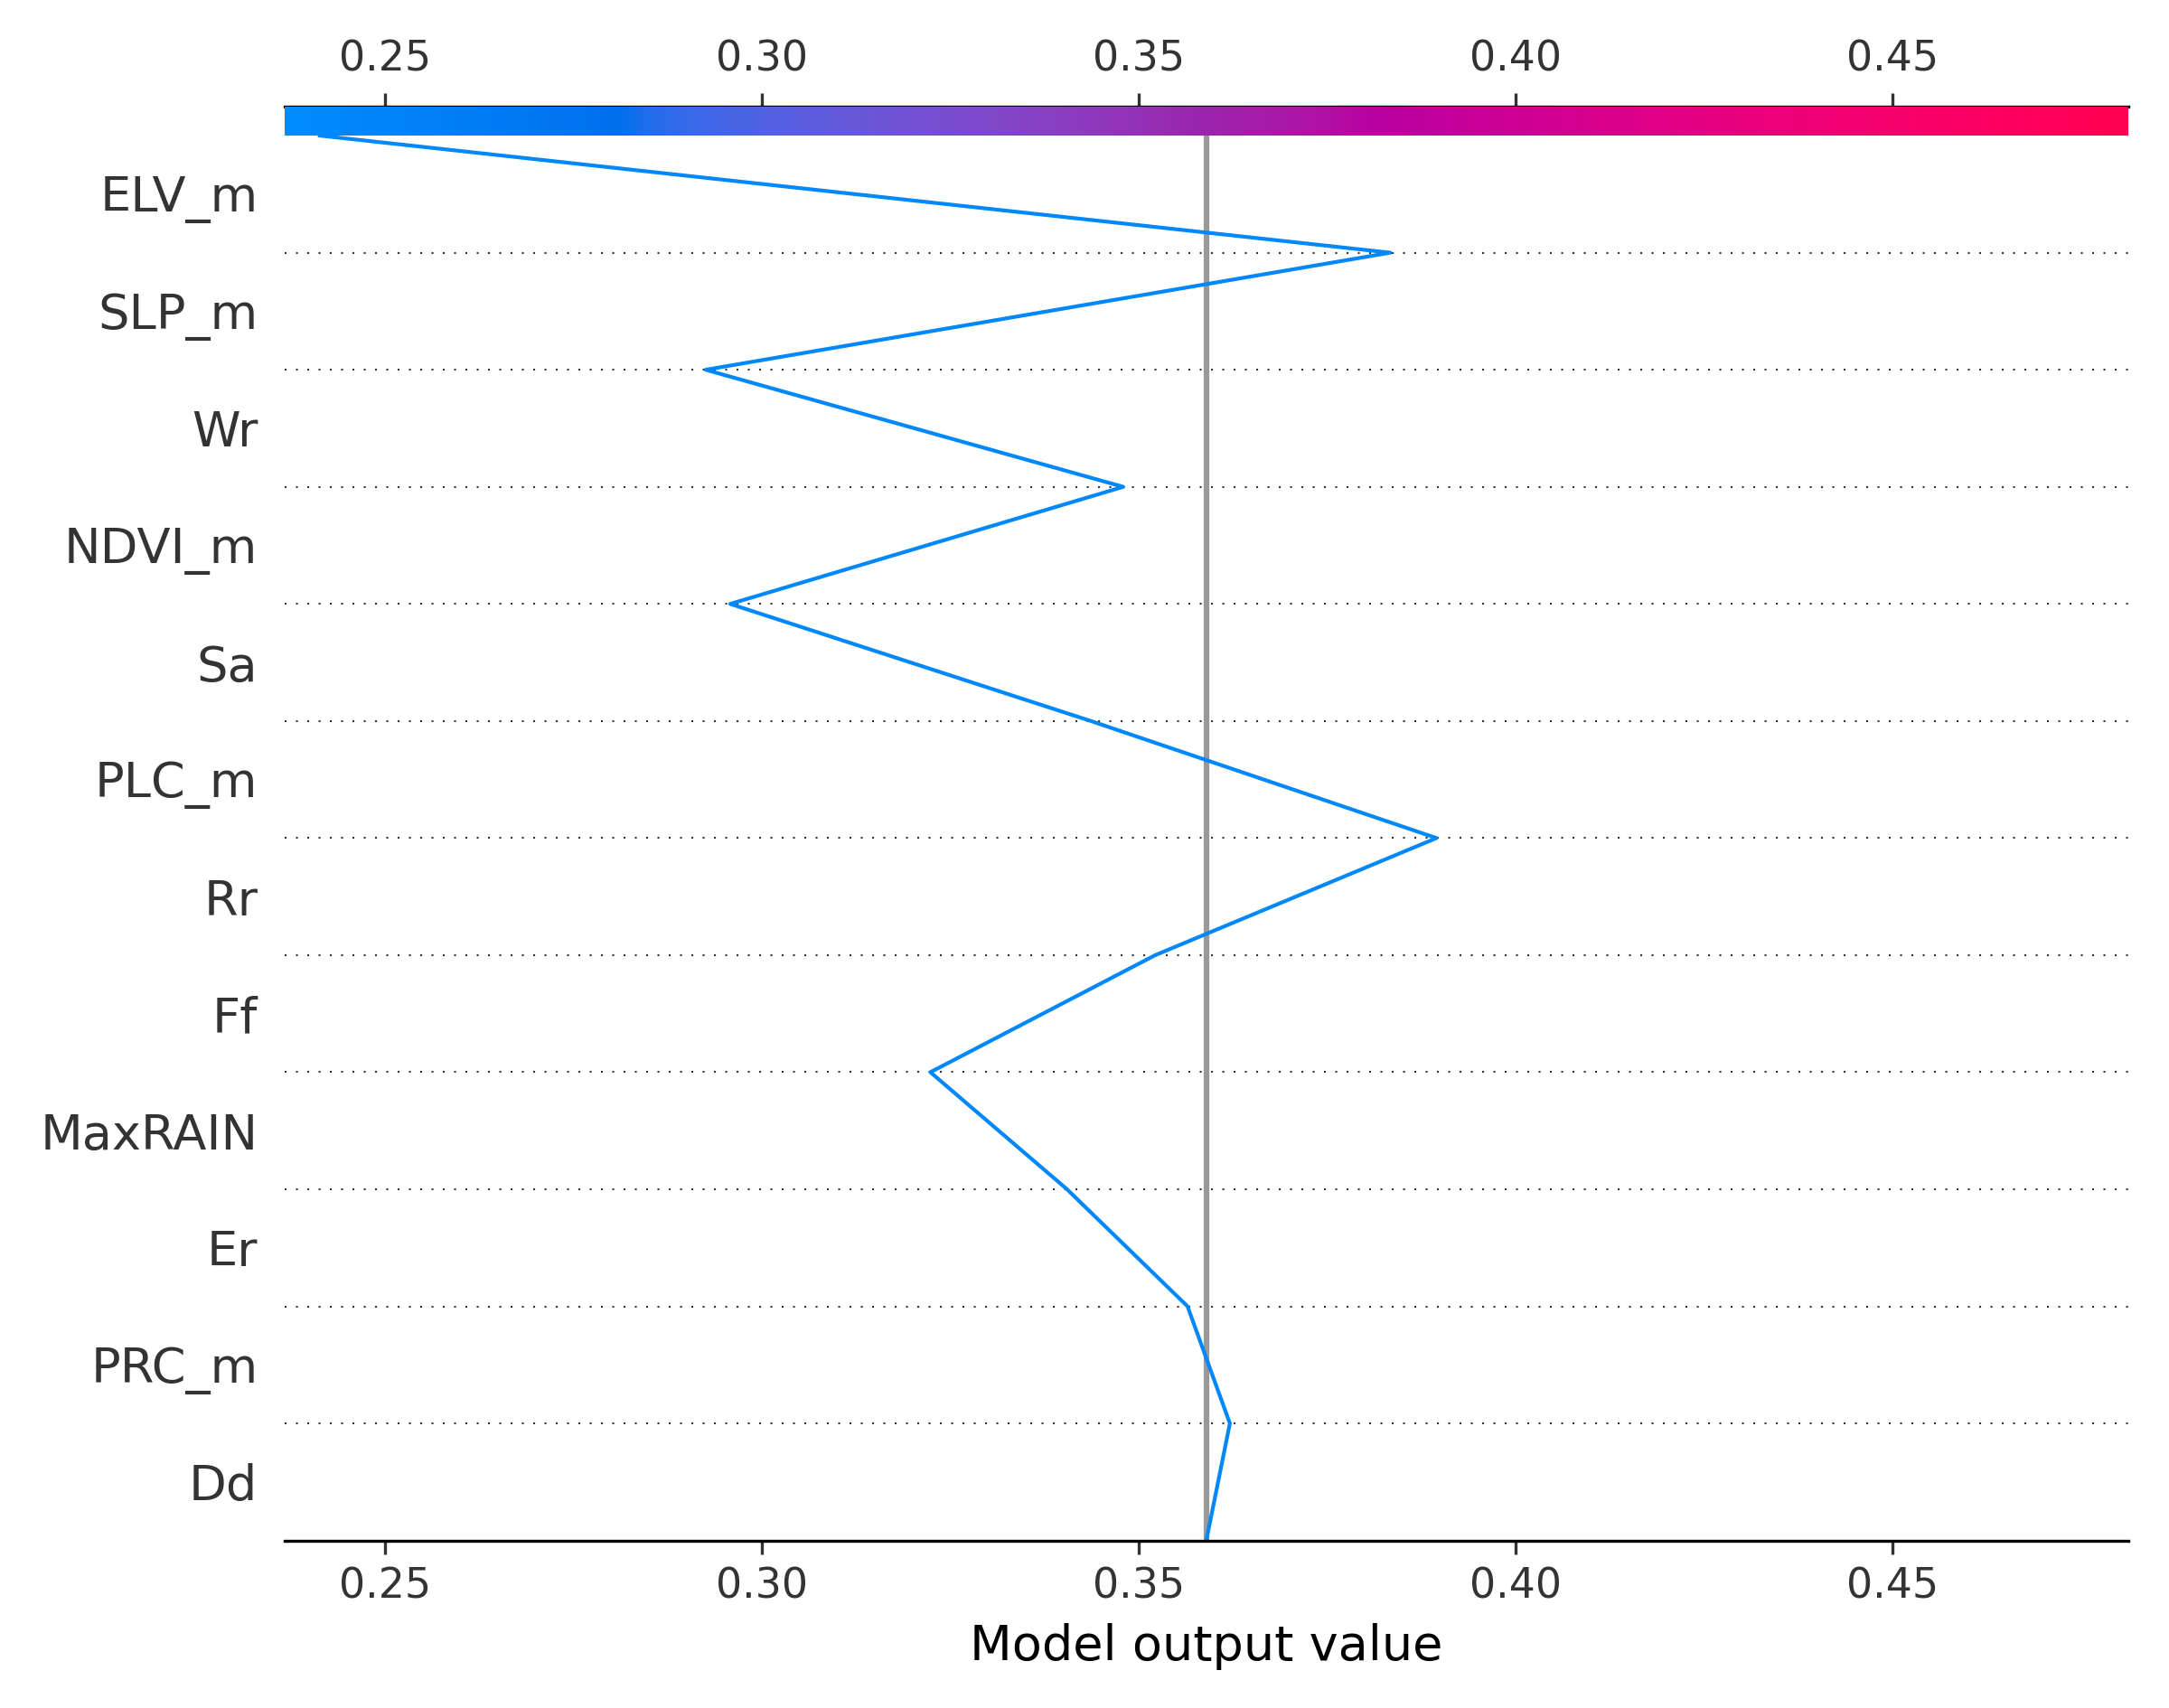 0.25 0.30 0.35 0.40 0.45
ELV_m
SLP_m
Wr
NDVI_m
Sa
PLC_m
Rr
Ff
MaxRAIN
Er
PRC_m
Dd
0.25 0.30 0.35 0.40 0.45
Model output value